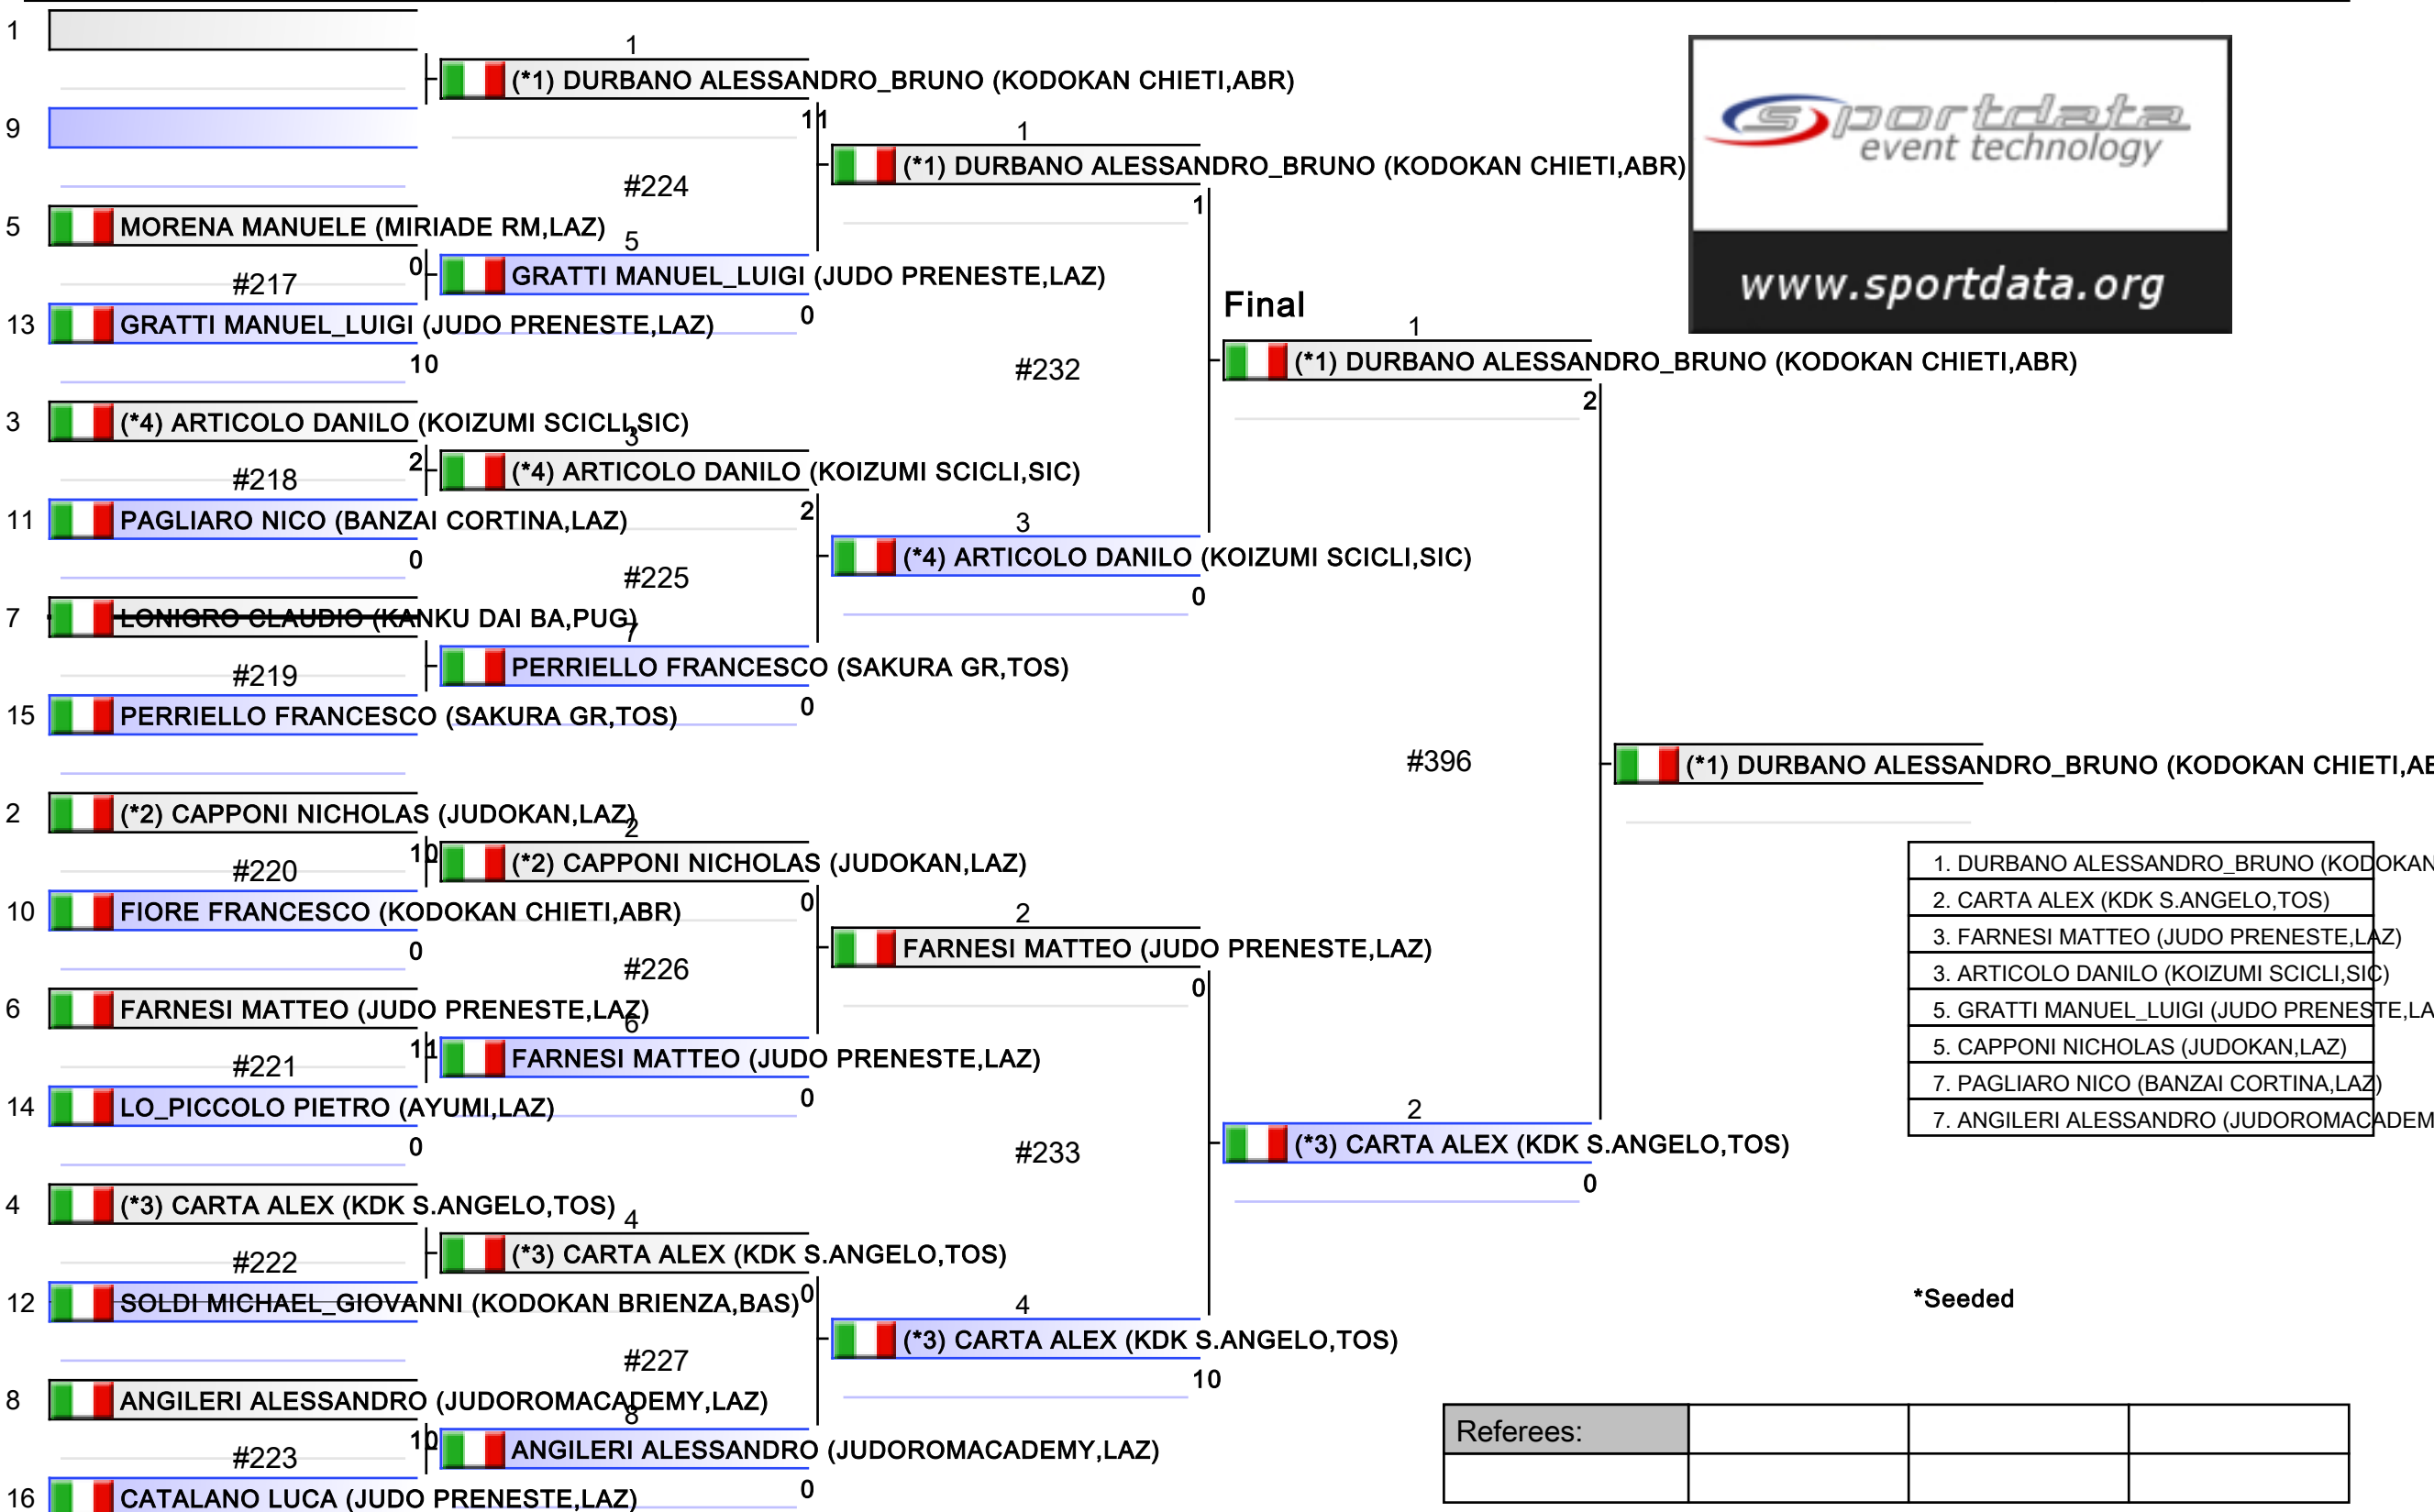 1
1
(*1) DURBANO ALESSANDRO_BRUNO (KODOKAN CHIETI,ABR)
9
11
1
(*1) DURBANO ALESSANDRO_BRUNO (KODOKAN CHIETI,ABR)
sportdata
event technology
www.sportdata.org
#224
1
5
MORENA MANUELE (MIRIADE RM,LAZ)
5
0
GRATTI MANUEL_LUIGI (JUDO PRENESTE,LAZ)
#217
0
13
GRATTI MANUEL_LUIGI (JUDO PRENESTE,LAZ)
10
Final
1
#232
(*1) DURBANO ALESSANDRO_BRUNO (KODOKAN CHIETI,ABR)
2
3
(*4) ARTICOLO DANILO (KOIZUMI SCICLI,SIC)
3
2
(*4) ARTICOLO DANILO (KOIZUMI SCICLI,SIC)
#218
2
11
PAGLIARO NICO (BANZAI CORTINA,LAZ)
3
0
(*4) ARTICOLO DANILO (KOIZUMI SCICLI,SIC)
#225
0
7
LONIGRO CLAUDIO (KANKU DAI BA,PUG)
7
PERRIELLO FRANCESCO (SAKURA GR,TOS)
#219
0
15
PERRIELLO FRANCESCO (SAKURA GR,TOS)
#396
(*1) DURBANO ALESSANDRO_BRUNO (KODOKAN CHIETI,AB
2
(*2) CAPPONI NICHOLAS (JUDOKAN,LAZ)
2
10
(*2) CAPPONI NICHOLAS (JUDOKAN,LAZ)
#220
0
10
FIORE FRANCESCO (KODOKAN CHIETI,ABR)
2
0
FARNESI MATTEO (JUDO PRENESTE,LAZ)
#226
0
6
FARNESI MATTEO (JUDO PRENESTE,LAZ)
6
11
FARNESI MATTEO (JUDO PRENESTE,LAZ)
#221
0
14
LO_PICCOLO PIETRO (AYUMI,LAZ)
0
1. DURBANO ALESSANDRO_BRUNO (KODOKAN
2. CARTA ALEX (KDK S.ANGELO,TOS)
3. FARNESI MATTEO (JUDO PRENESTE,LAZ)
3. ARTICOLO DANILO (KOIZUMI SCICLI,SIC)
5. GRATTI MANUEL_LUIGI (JUDO PRENESTE,LA
5. CAPPONI NICHOLAS (JUDOKAN,LAZ)
7. PAGLIARO NICO (BANZAI CORTINA,LAZ)
7. ANGILERI ALESSANDRO (JUDOROMACADEM
#233
2
(*3) CARTA ALEX (KDK S.ANGELO,TOS)
0
4
(*3) CARTA ALEX (KDK S.ANGELO,TOS)
4
(*3) CARTA ALEX (KDK S.ANGELO,TOS)
#222
0
12
SOLDI MICHAEL_GIOVANNI (KODOKAN BRIENZA,BAS)
4
(*3) CARTA ALEX (KDK S.ANGELO,TOS)
*Seeded
#227
10
8
ANGILERI ALESSANDRO (JUDOROMACADEMY,LAZ)
8
10
ANGILERI ALESSANDRO (JUDOROMACADEMY,LAZ)
#223
0
16
CATALANO LUCA (JUDO PRENESTE,LAZ)
Referees: